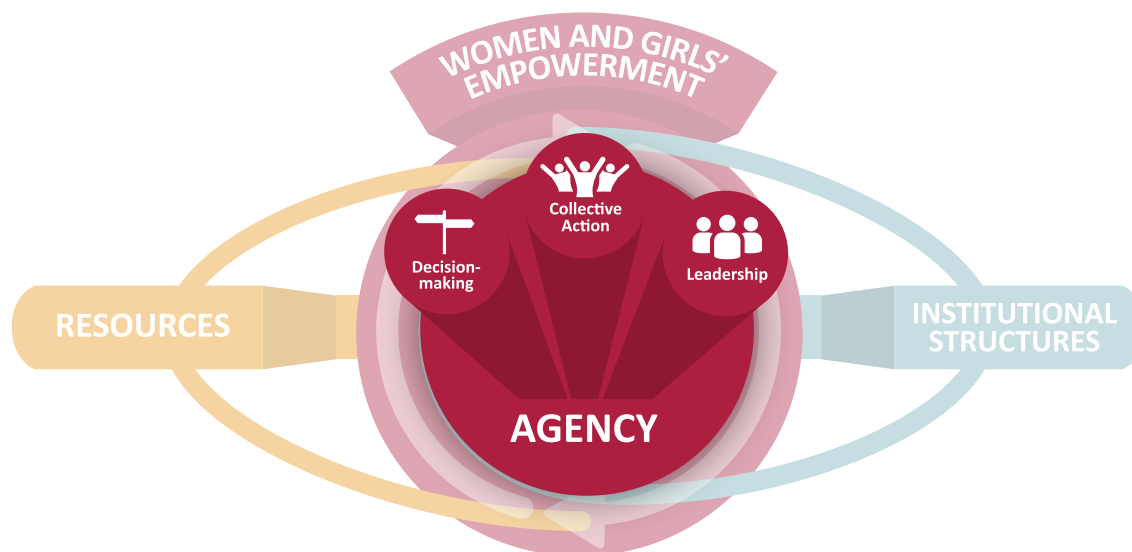 WOMEN AND GIRLS'
EMPOWERMENT
Collective
Action
Decision-
making
Leadership
RESOURCES
INSTITUTIONAL
STRUCTURES
AGENCY